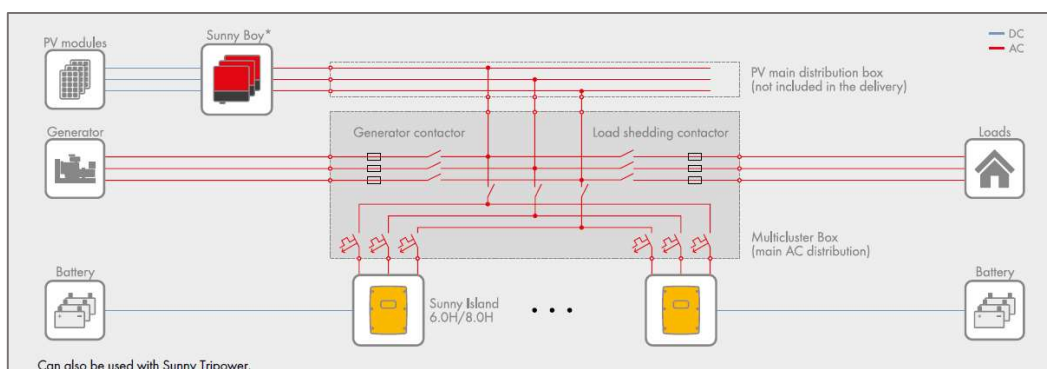 PV modules
Sunny Boy*
DC
AC
PV main distribution box
(not included in the delivery)
Generator
Generator contactor
Load shedding contactor
Loads
Multicluster Box
(main AC distribution)
Battery
Sunny Island
6.0H/8.0H
Battery
Can also be used with Sunny Tripower.